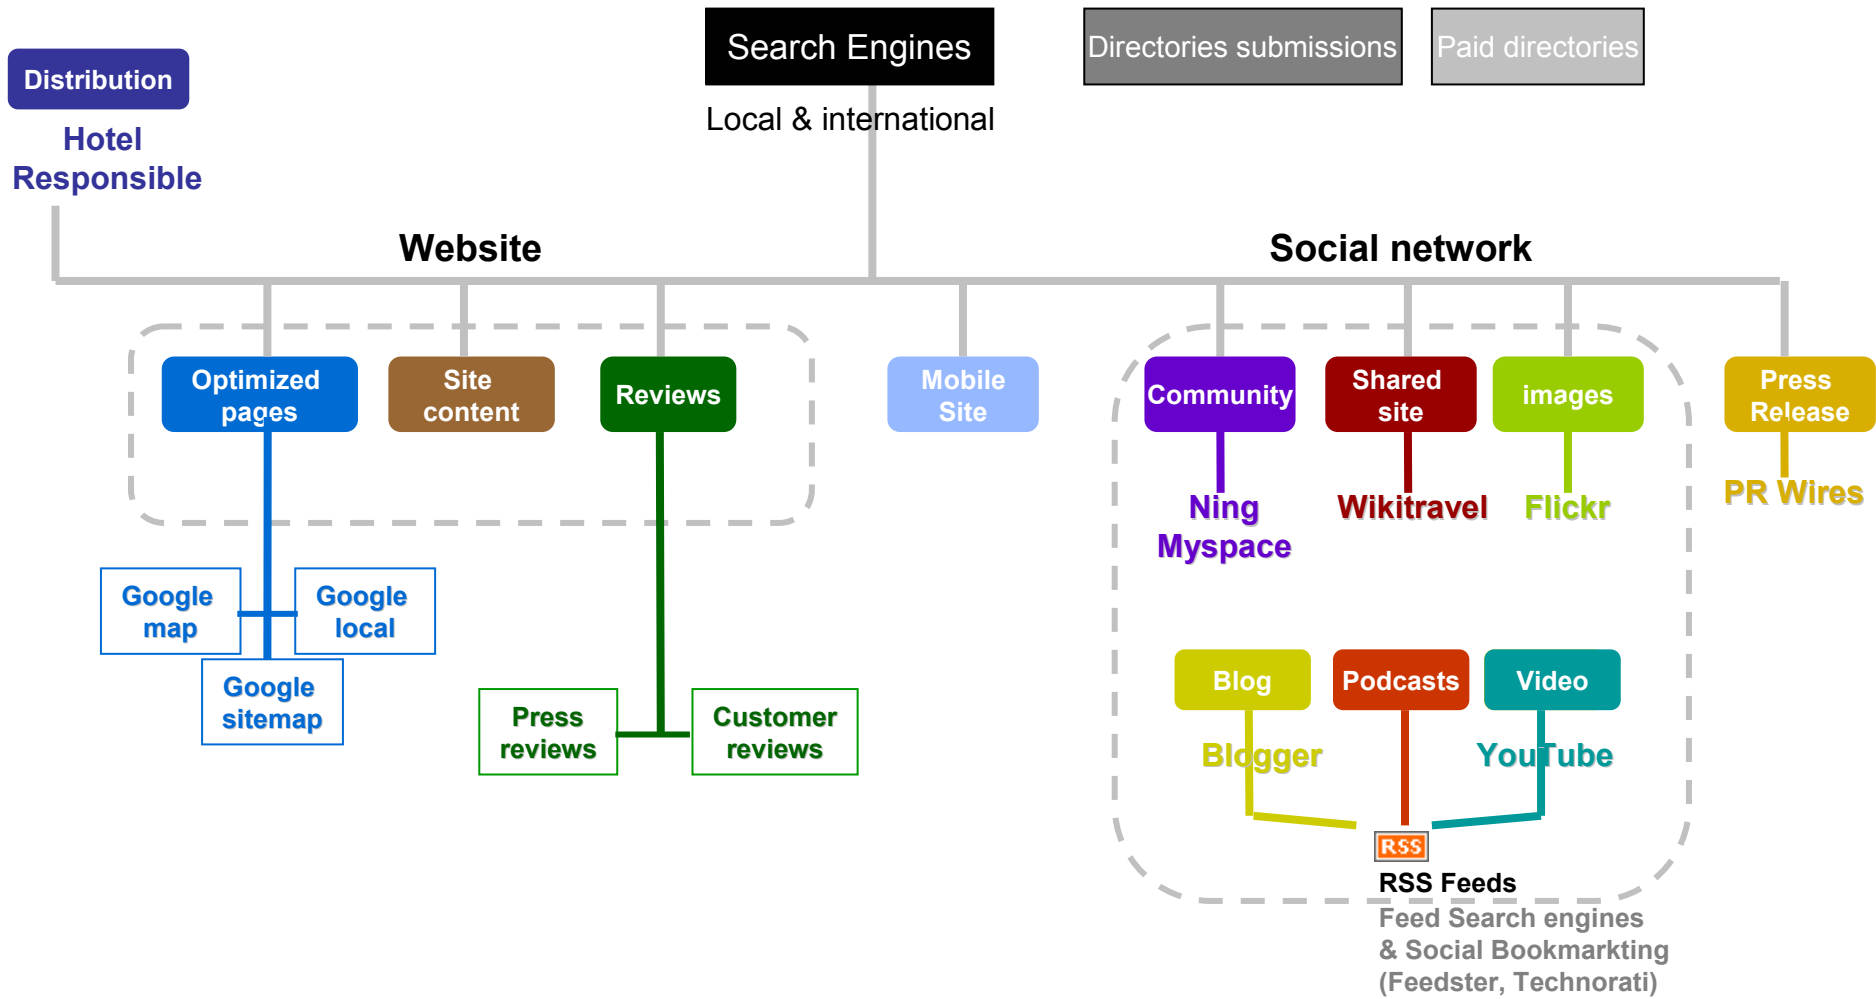 Search Engines
Directories submissions
Paid directories
Distribution
Local & international
Hotel
Responsible
Website
Social network
Optimized
pages
Site
content
Reviews
Mobile
Site
Community
Shared
site
images
Press
Release
Ning
Myspace
Wikitravel
Flickr
PR Wires
Google
map
Google
local
Google
sitemap
Press
reviews
Customer
reviews
Blog
Podcasts
Video
Blogger
YouTube
RSS
RSS Feeds
Feed Search engines
& Social Bookmarkting
(Feedster, Technorati)